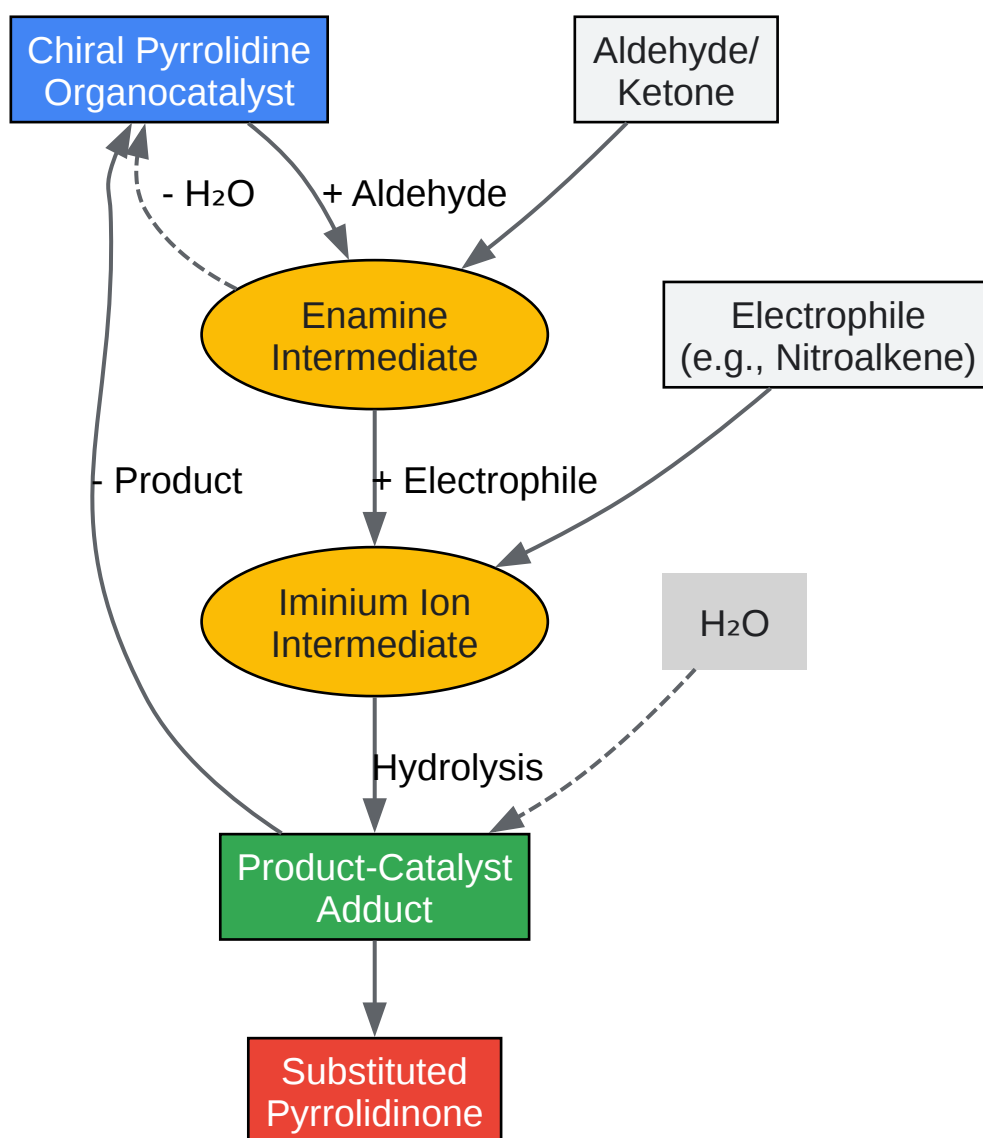 Chiral Pyrrolidine
Organocatalyst
Aldehyde/
Ketone
- H₂O
+ Aldehyde
Enamine
Intermediate
Electrophile
(e.g., Nitroalkene)
- Product
+ Electrophile
Iminium Ion
Intermediate
H₂O
Hydrolysis
Product-Catalyst
Adduct
Substituted
Pyrrolidinone